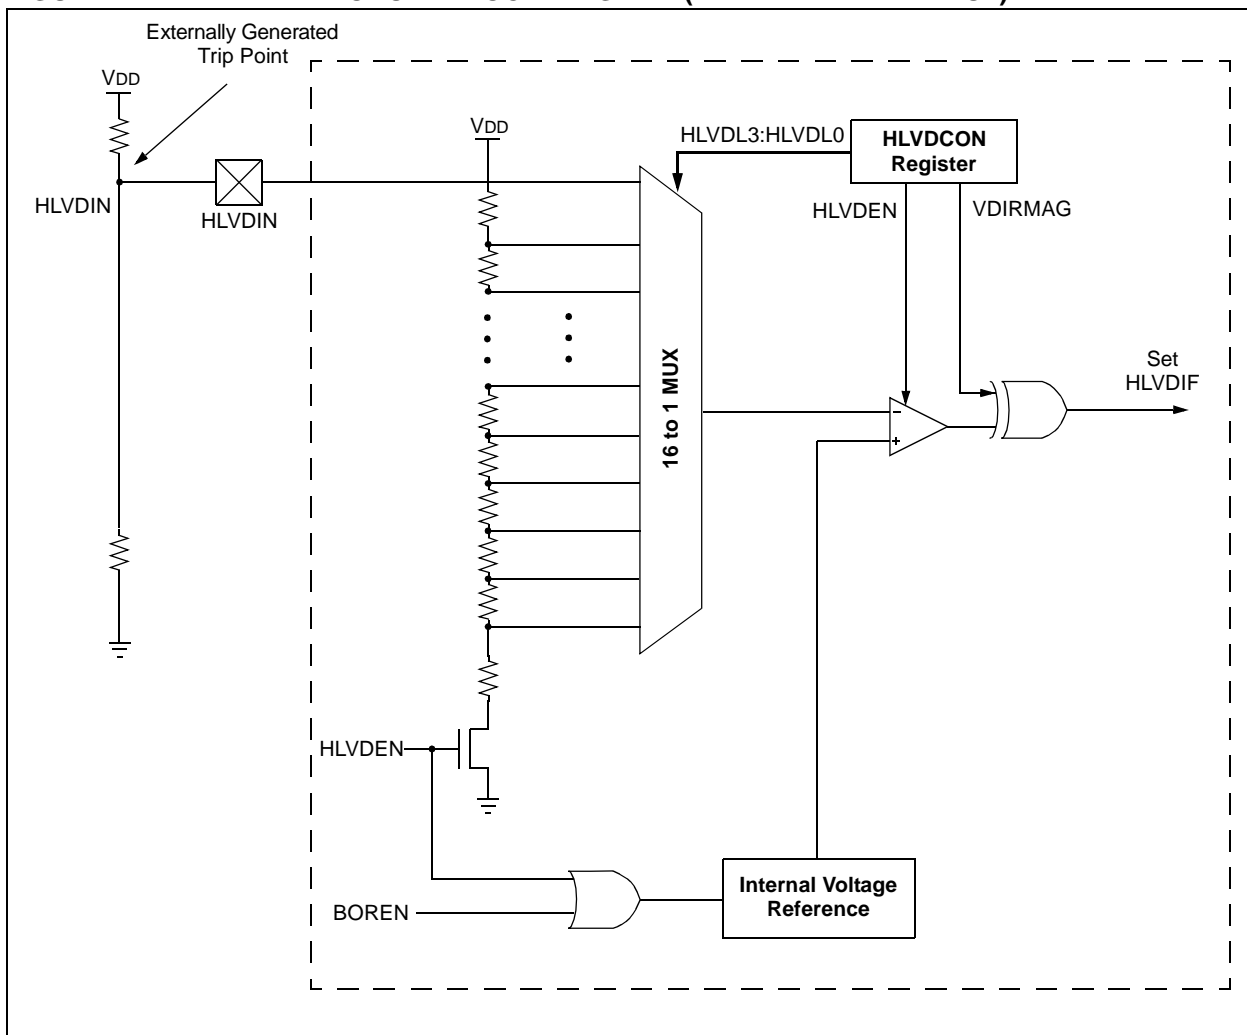 Externally Generated
Trip Point
VDD
VDD
HLVDL3:HLVDL0
HLVDCON
Register
HLVDIN
HLVDIN
HLVDEN
VDIRMAG
16 to 1 MUX
Set
HLVDIF
-
+
HLVDEN
BOREN
Internal Voltage
Reference